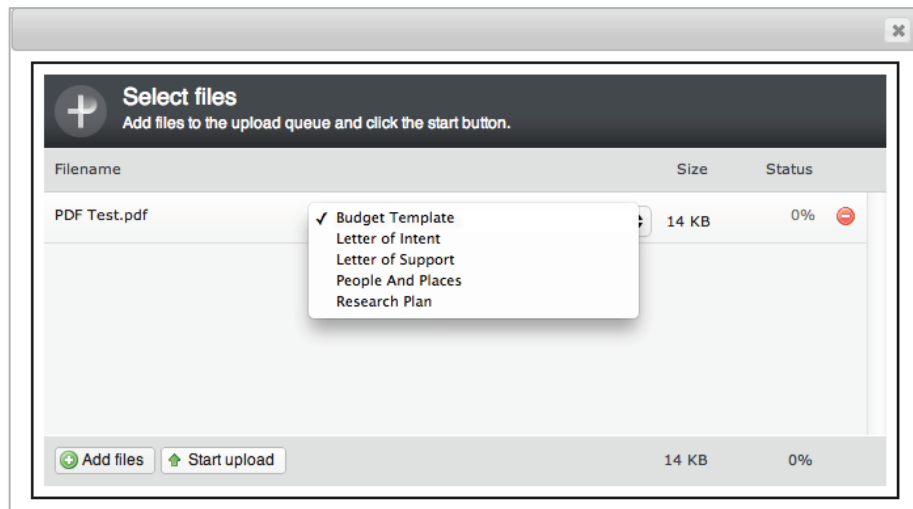 Select files
Add files to the upload queue and click the start button.
Filename Size Status
PDF Test.pdf ✓ Budget Template 14 KB 0%
Letter of Intent
Letter of Support
People And Places
Research Plan
Add files Start upload 14 KB 0%